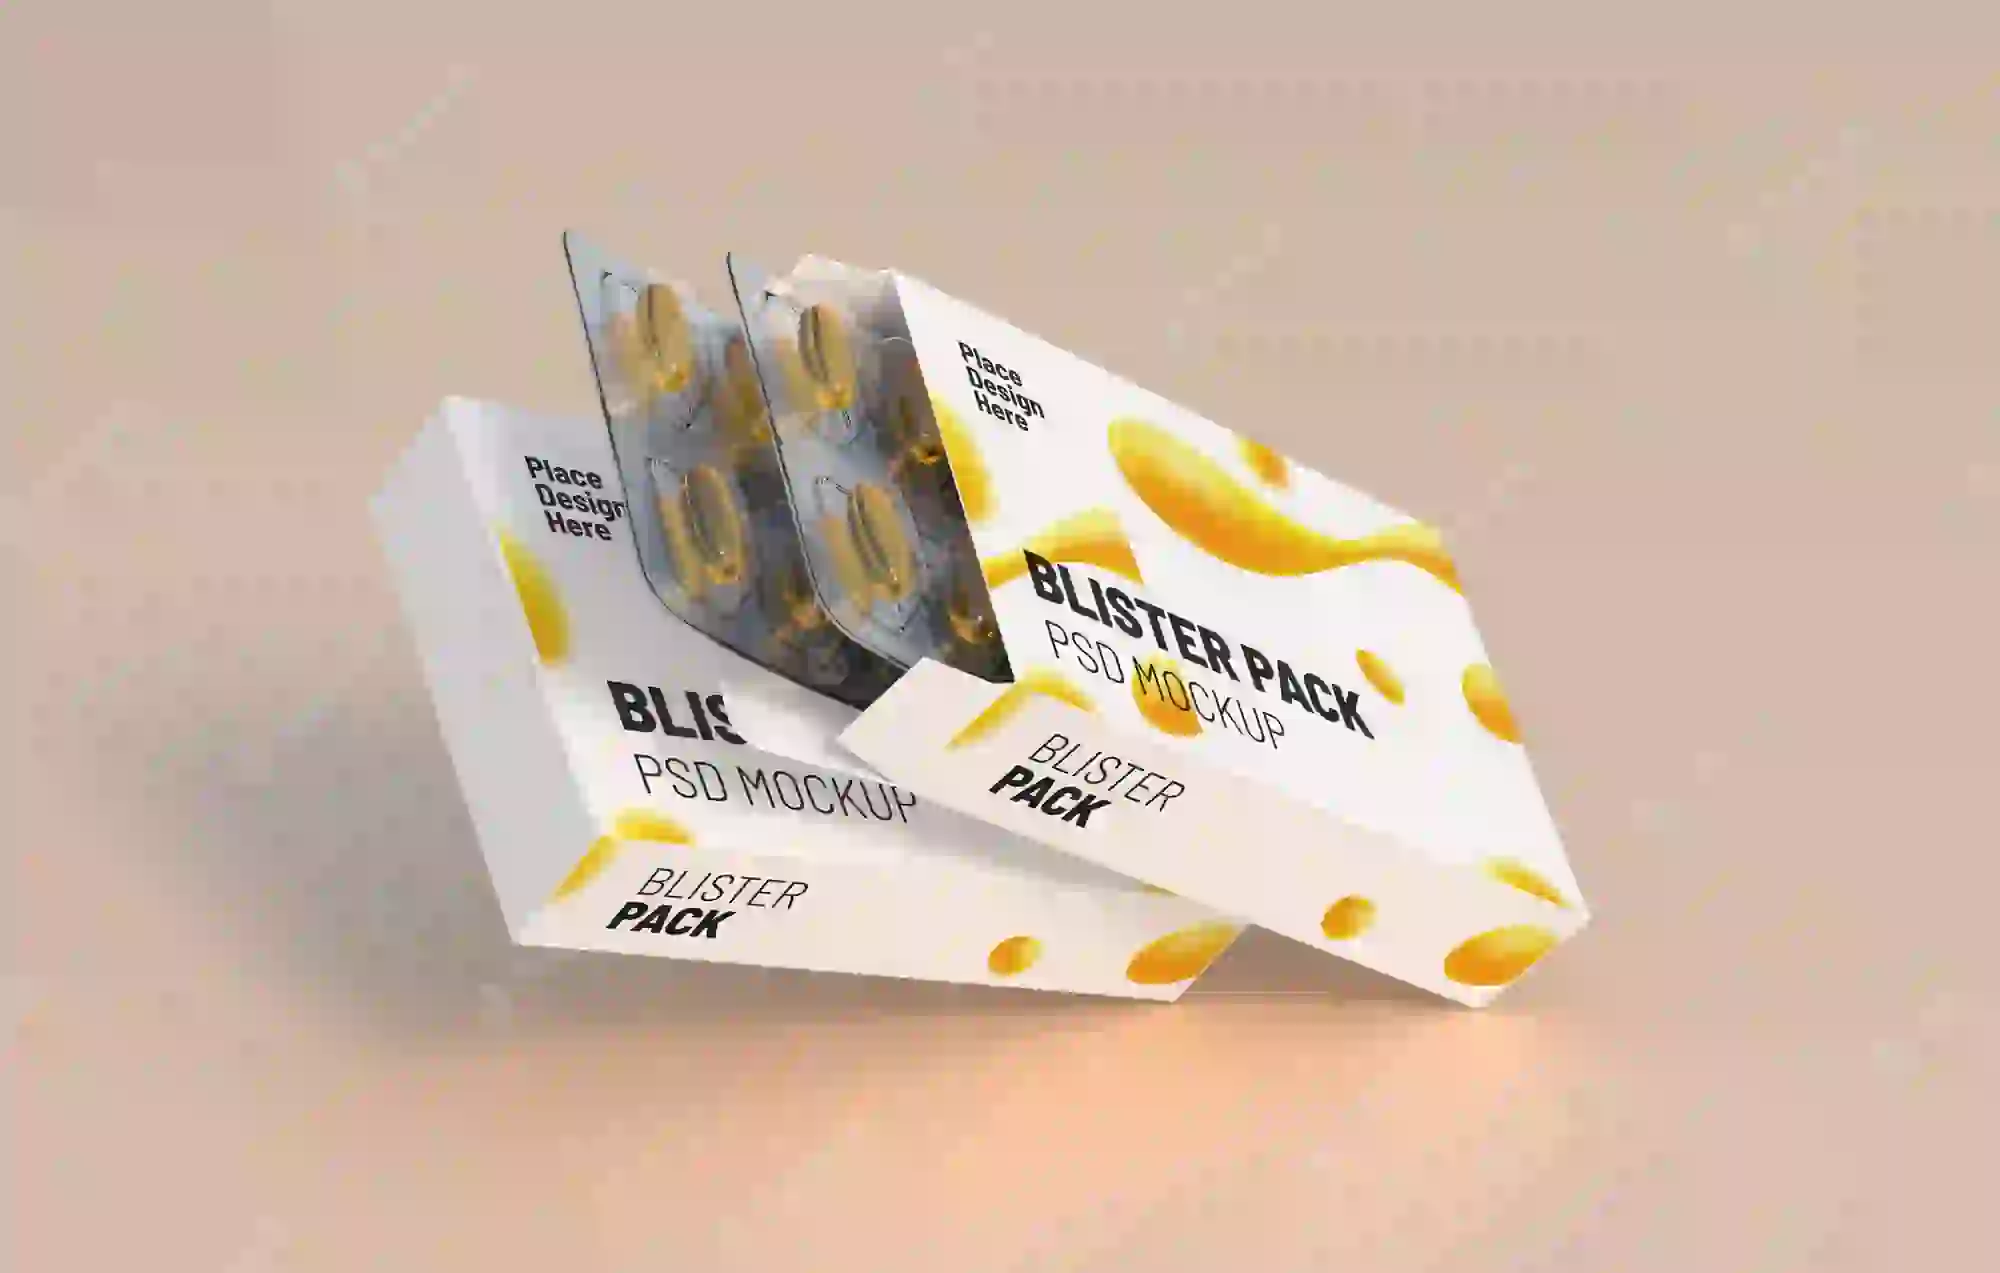 Place
Design
Here
BLIS
PSD MOCKUP
BLISTER
PACK
Place
Design
Here
BLISTER PACK
PSD MOCKUP
BLISTER
PACK